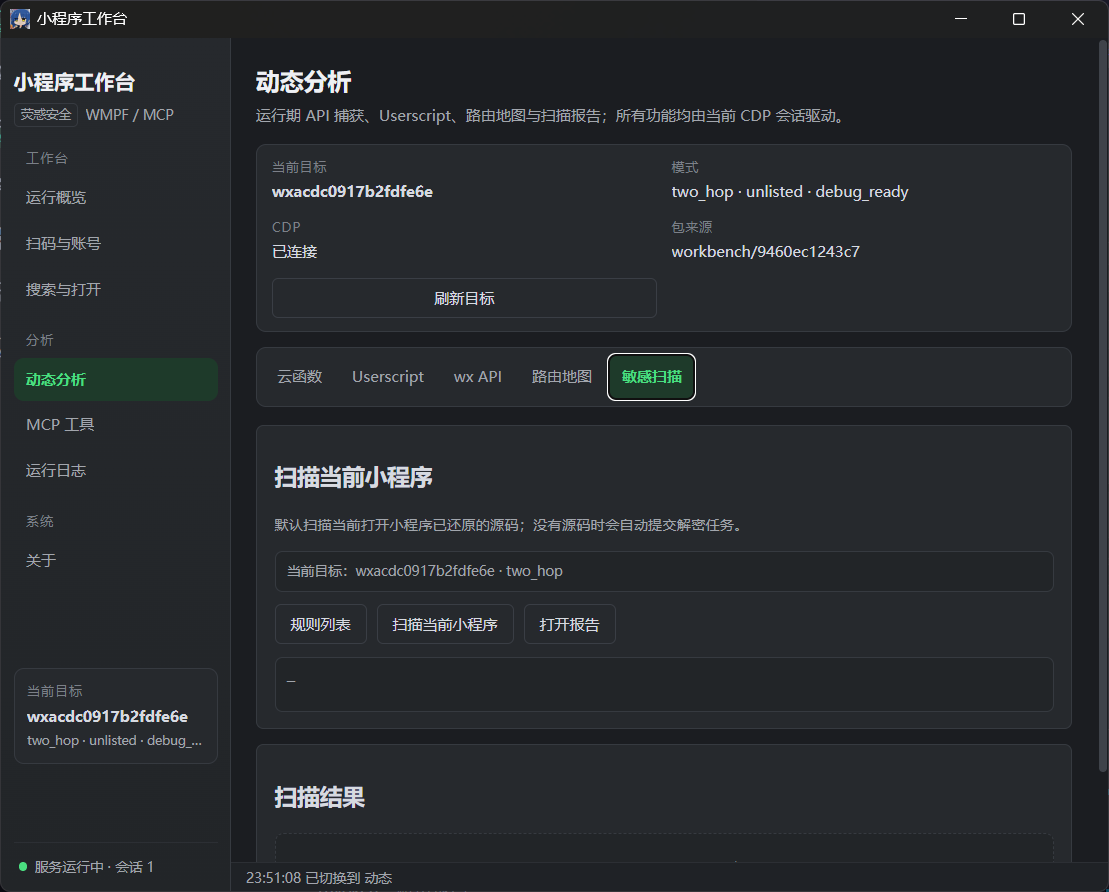 小程序工作台
小程序工作台
荧惑安全 WMPF / MCP
工作台
运行概览
扫码与账号
搜索与打开
分析
动态分析
MCP 工具
运行日志
系统
关于
当前目标
wxacdc0917b2fdfe6e
two_hop · unlisted · debug_...
服务运行中 · 会话 1
动态分析
运行期 API 捕获、Userscript、路由地图与扫描报告；所有功能均由当前 CDP 会话驱动。
当前目标
wxacdc0917b2fdfe6e
模式
two_hop · unlisted · debug_ready
CDP
已连接
包来源
workbench/9460ec1243c7
刷新目标
云函数 Userscript wx API 路由地图 敏感扫描
扫描当前小程序
默认扫描当前打开小程序已还原的源码；没有源码时会自动提交解密任务。
当前目标：wxacdc0917b2fdfe6e · two_hop
规则列表 扫描当前小程序 打开报告
—
扫描结果
23:51:08 已切换到 动态